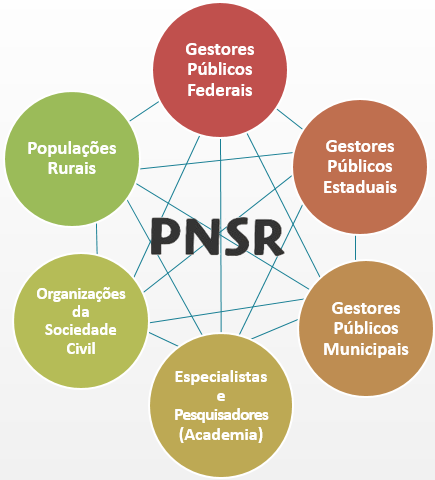 Gestores
Públicos
Federais
Populações
Rurais
Gestores
Públicos
Estaduais
PNSR
Organizações
da
Sociedade
Civil
Gestores
Públicos
Municipais
Especialistas
e
Pesquisadores
(Academia)